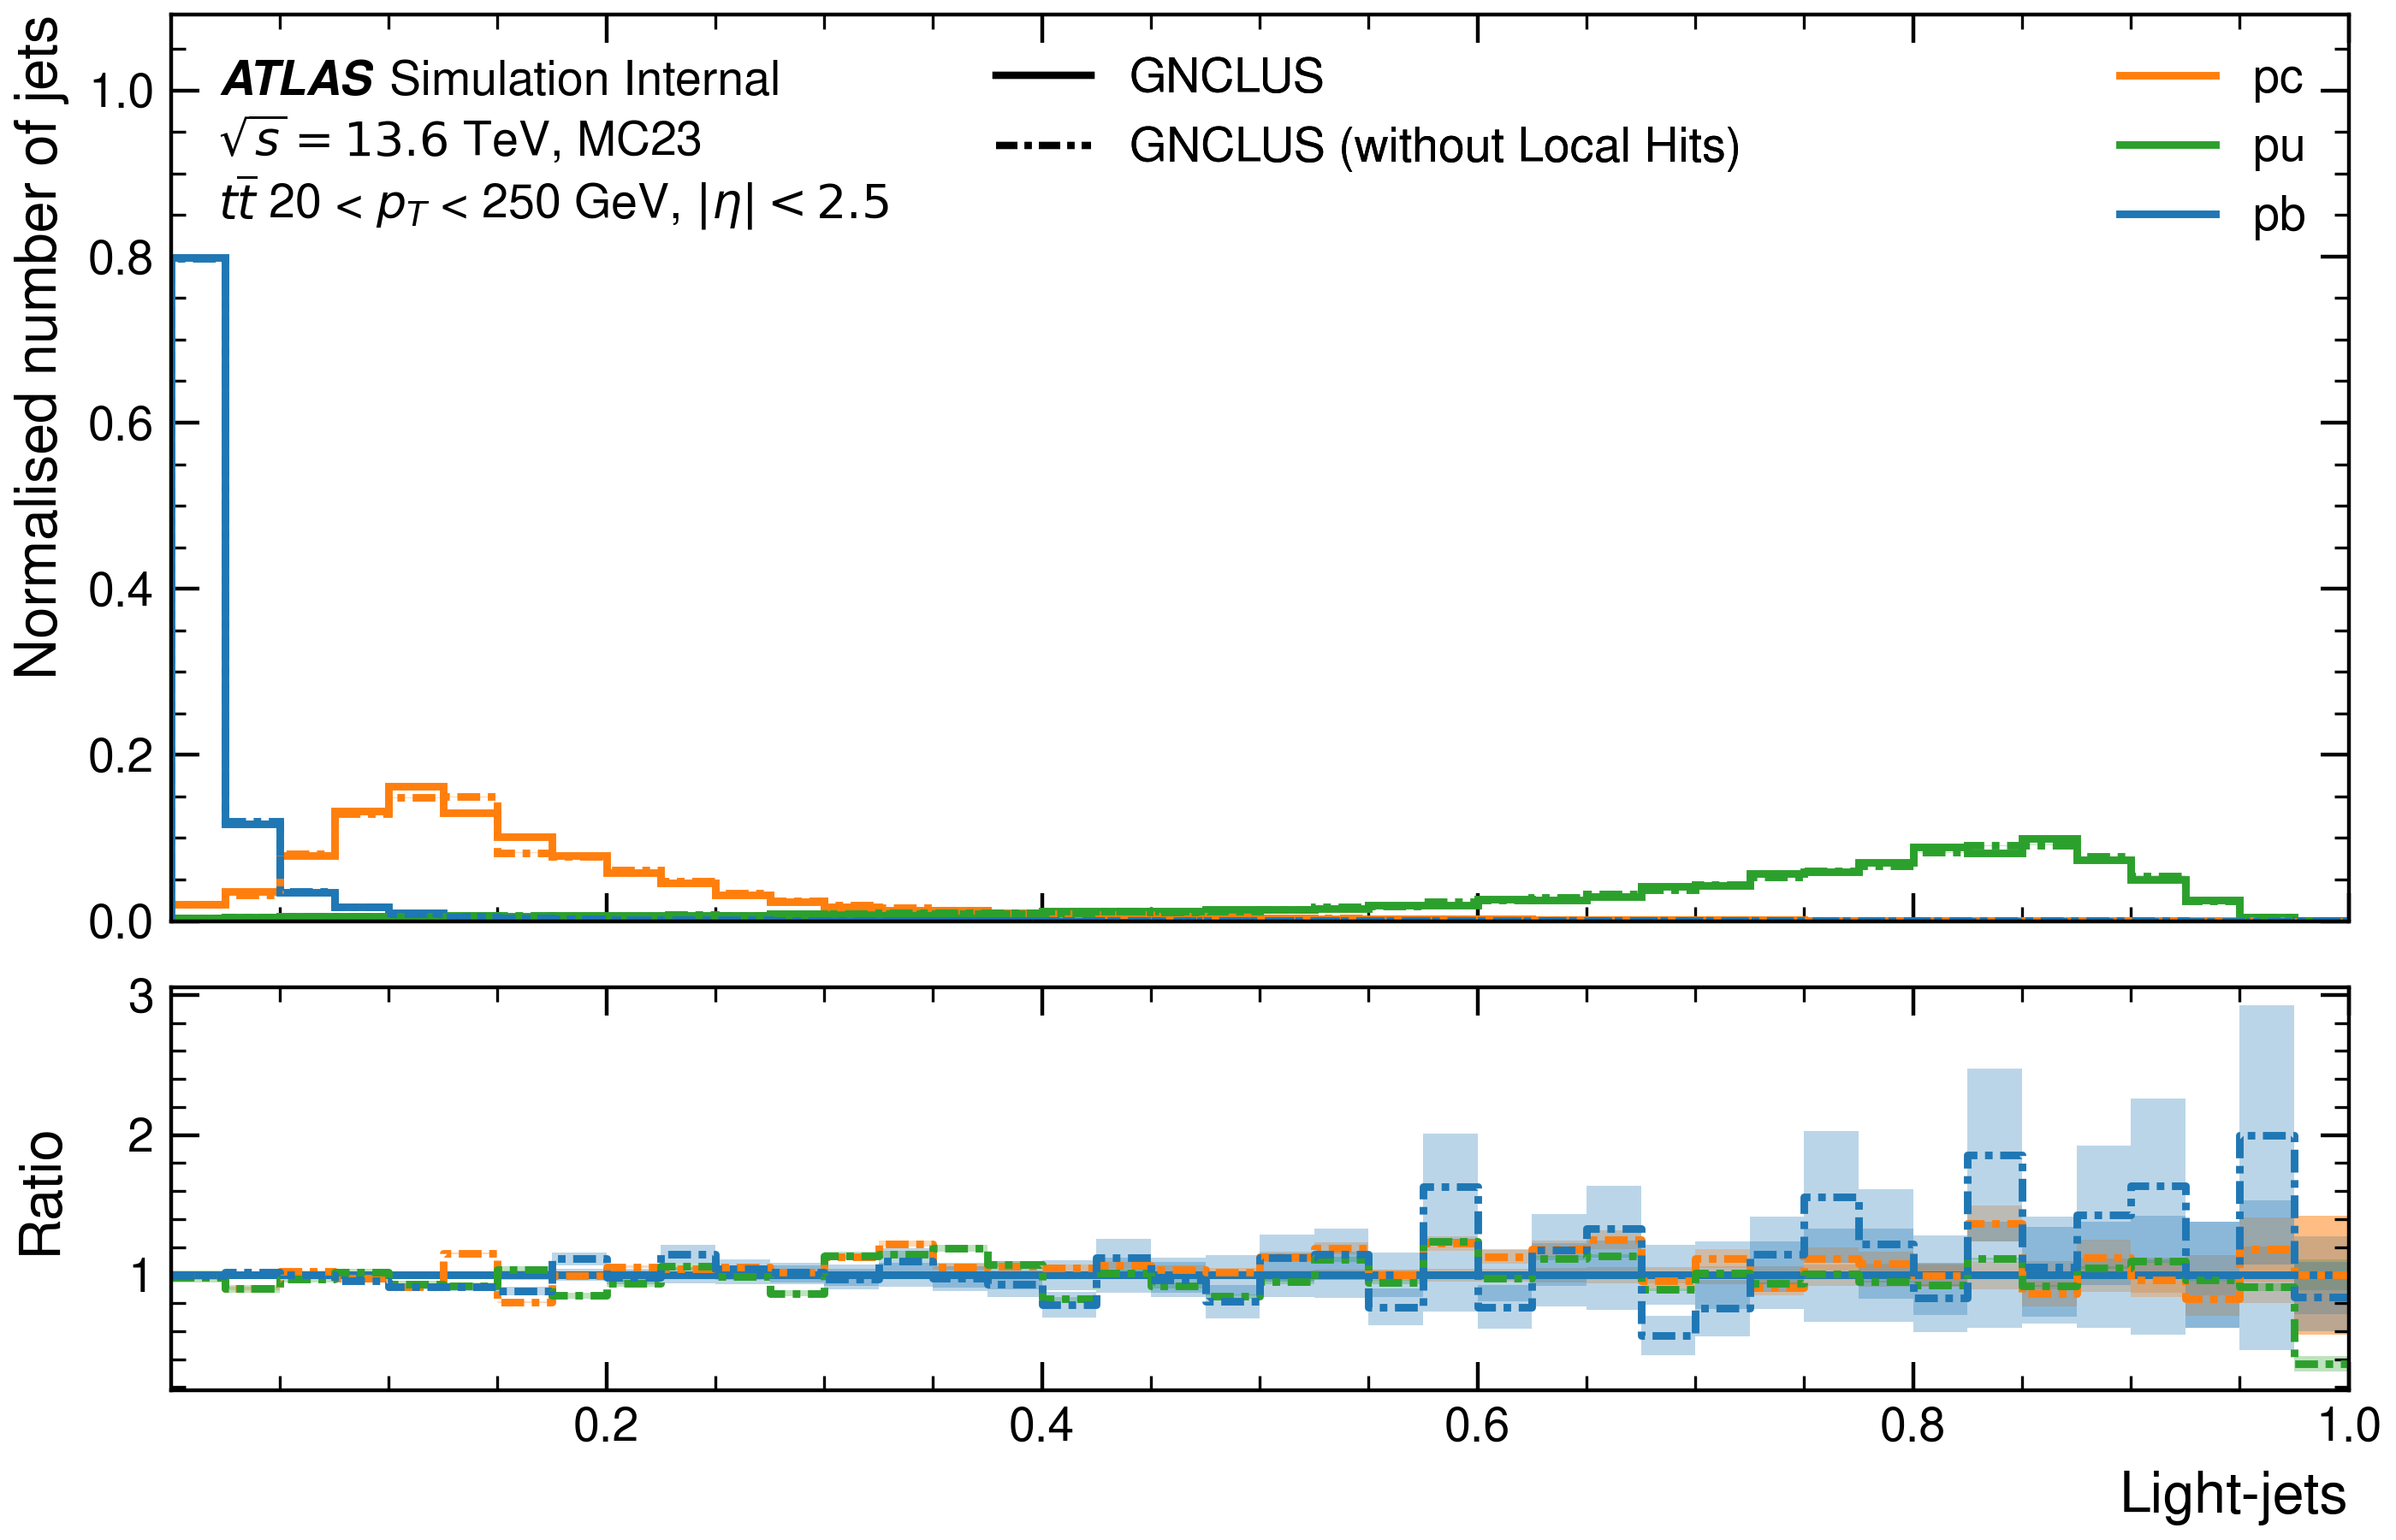 ATLAS Simulation Internal
√s = 13.6 TeV, MC23
tt̄ 20 < pT < 250 GeV, |η| < 2.5
GNCLUS
GNCLUS (without Local Hits)
pc
pu
pb
Normalised number of jets
1.0
0.8
0.6
0.4
0.2
0.0
Ratio
3
2
1
0.2 0.4 0.6 0.8 1.0
Light-jets